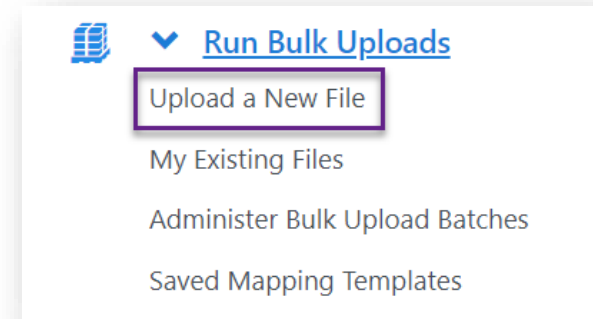 Run Bulk Uploads
Upload a New File
My Existing Files
Administer Bulk Upload Batches
Saved Mapping Templates